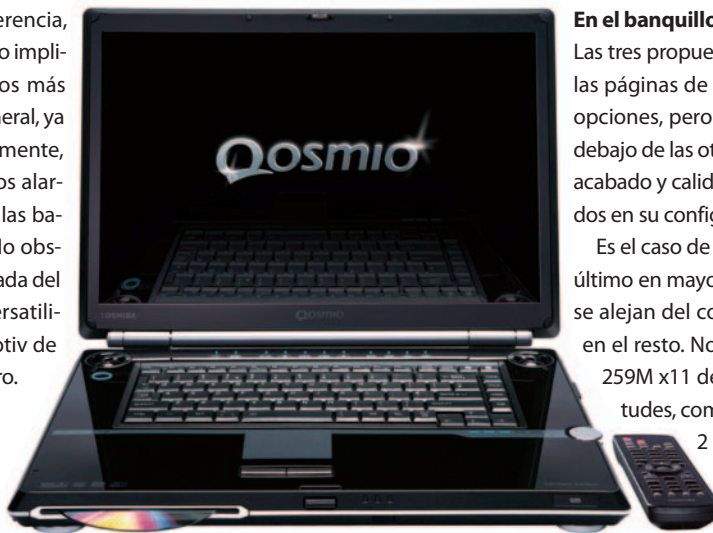 erencia,
o impli-
os más
neral, ya
mente,
os alar-
las ba-
No obs-
ada del
ersatili-
otiv de
ro.
Qosmio
TOSHIBA
Qosmio
En el banquillo
Las tres propue
las páginas de
opciones, pero
debajo de las ot
acabado y calid
dos en su config
Es el caso de
último en mayo
se alejan del co
en el resto. No
259M x11 de
tudes, com
2